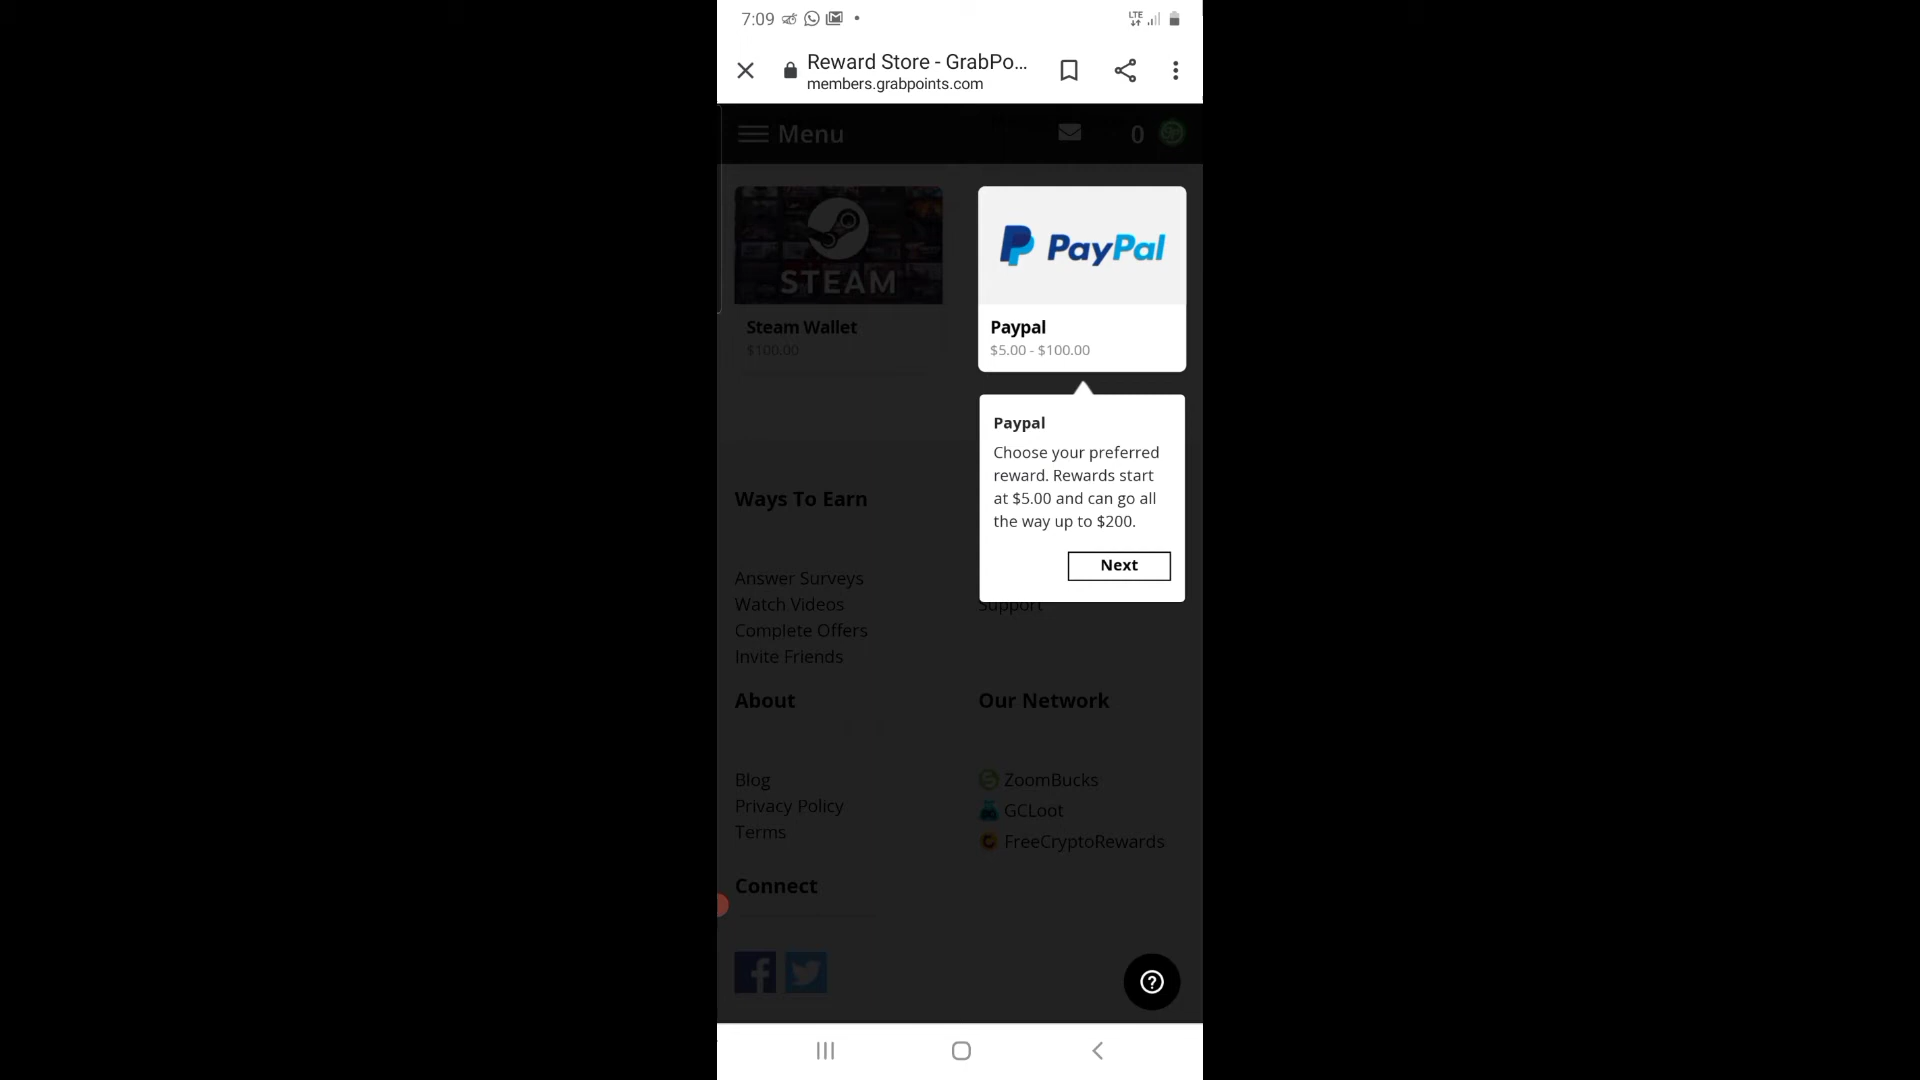 7:09
LTE
Reward Store - GrabPo...
members.grabpoints.com
Menu
0
STEAM
Steam Wallet
$100.00
PayPal
Paypal
$5.00 - $100.00
Paypal
Choose your preferred
reward. Rewards start
at $5.00 and can go all
the way up to $200.
Next
Support
Ways To Earn
Answer Surveys
Watch Videos
Complete Offers
Invite Friends
About
Blog
Privacy Policy
Terms
Our Network
ZoomBucks
GCLoot
FreeCryptoRewards
Connect